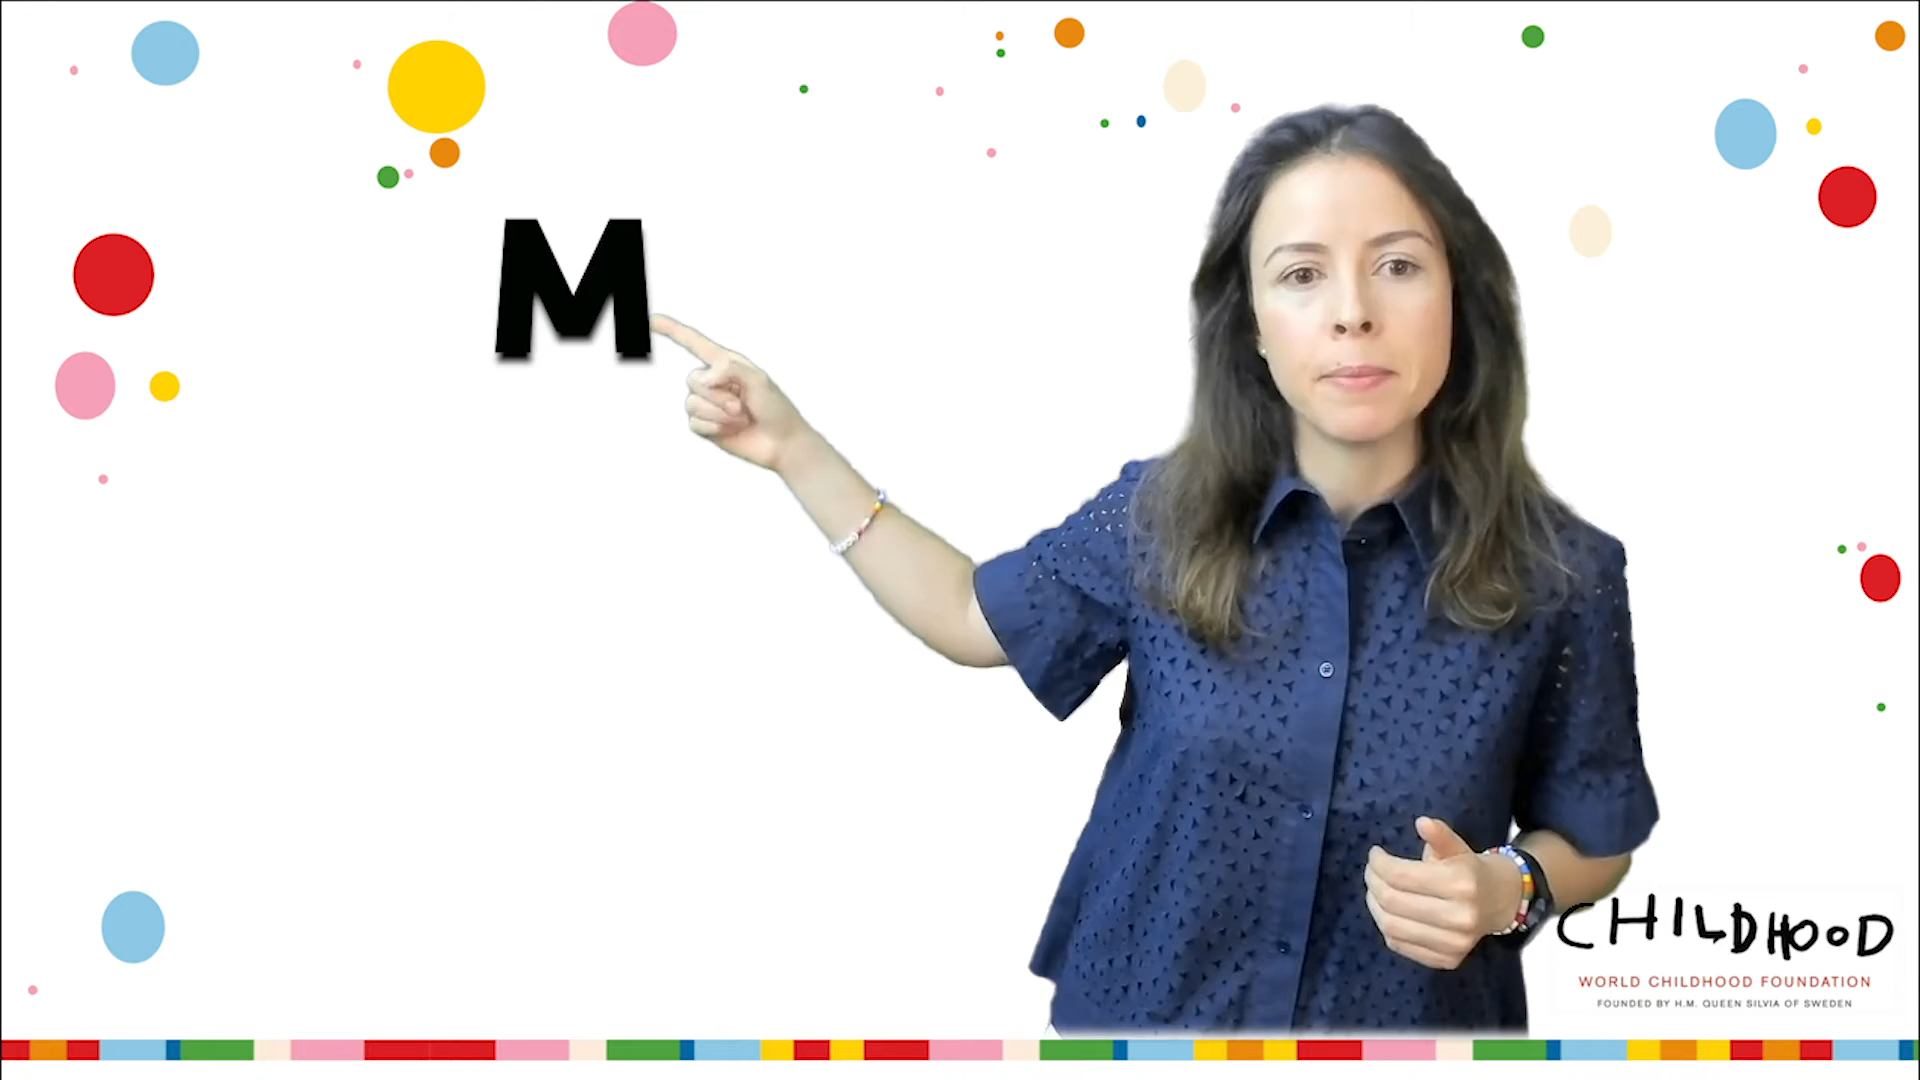 M
CHILDHOOD
WORLD CHILDHOOD FOUNDATION
FOUNDED BY H.M. QUEEN SILVIA OF SWEDEN